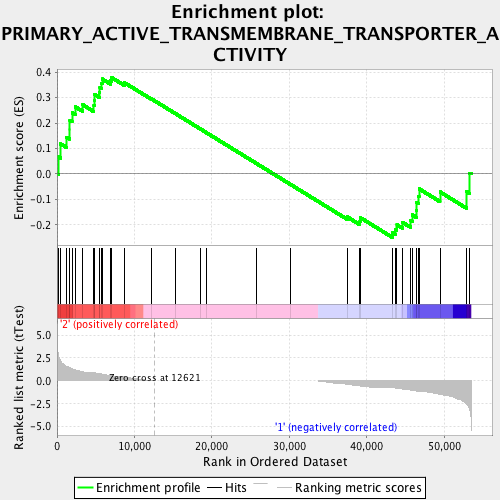 Enrichment plot:
PRIMARY_ACTIVE_TRANSMEMBRANE_TRANSPORTER_A
CTIVITY
Enrichment score (ES)
0.4
0.3
0.2
0.1
0.0
-0.1
-0.2
Ranked list metric (tTest)
'2' (positively correlated)
5.0
2.5
0.0
-2.5
-5.0
Zero cross at 12621
'1' (negatively correlated)
0
10,000
20,000
30,000
40,000
50,000
Rank in Ordered Dataset
Enrichment profile
Hits
Ranking metric scores